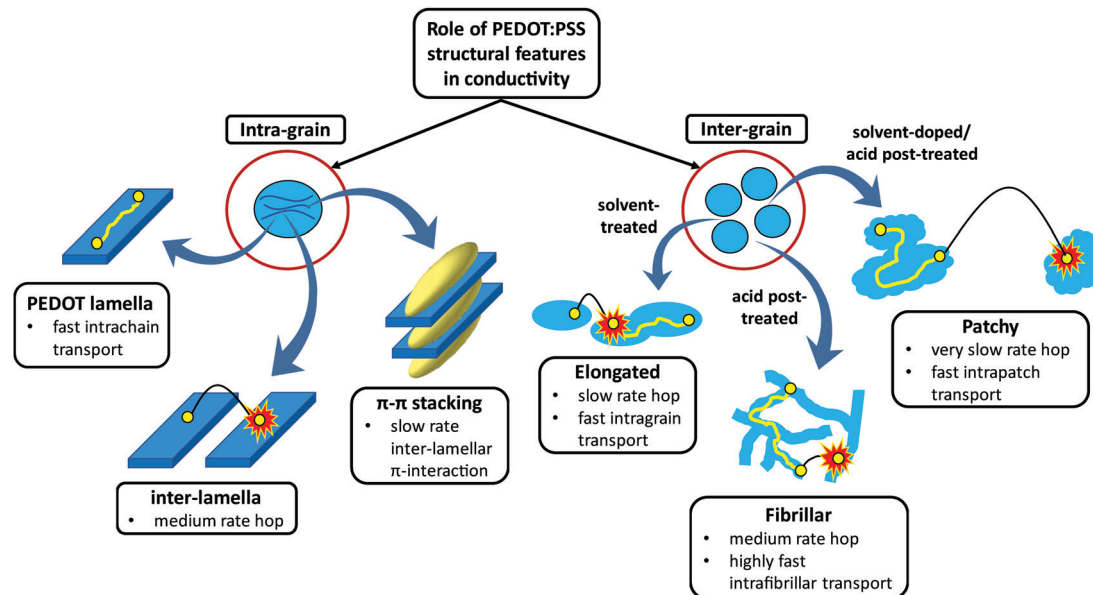 Role of PEDOT:PSS
structural features
in conductivity
Intra-grain
Inter-grain
solvent-doped/
acid post-treated
solvent-
treated
acid post-
treated
PEDOT lamella
• fast intrachain
transport
π-π stacking
• slow rate
inter-lamellar
π-interaction
inter-lamella
• medium rate hop
Elongated
• slow rate hop
• fast intragrain
transport
Patchy
• very slow rate hop
• fast intrapatch
transport
Fibrillar
• medium rate hop
• highly fast
intrafibrillar transport